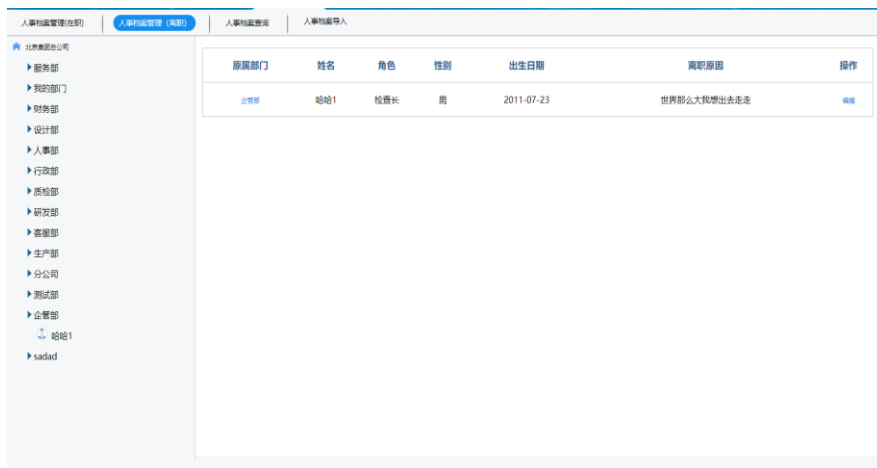 人事档案管理(在职) 人事档案管理 (离职) 人事档案查询 人事档案导入
北京集团总公司
服务部
我的部门
财务部
设计部
人事部
行政部
质检部
研发部
客服部
生产部
分公司
测试部
企管部
哈哈1
sadad
原属部门 姓名 角色 性别 出生日期 离职原因 操作
企管部 哈哈1 检查长 男 2011-07-23 世界那么大我想出去走走 编辑